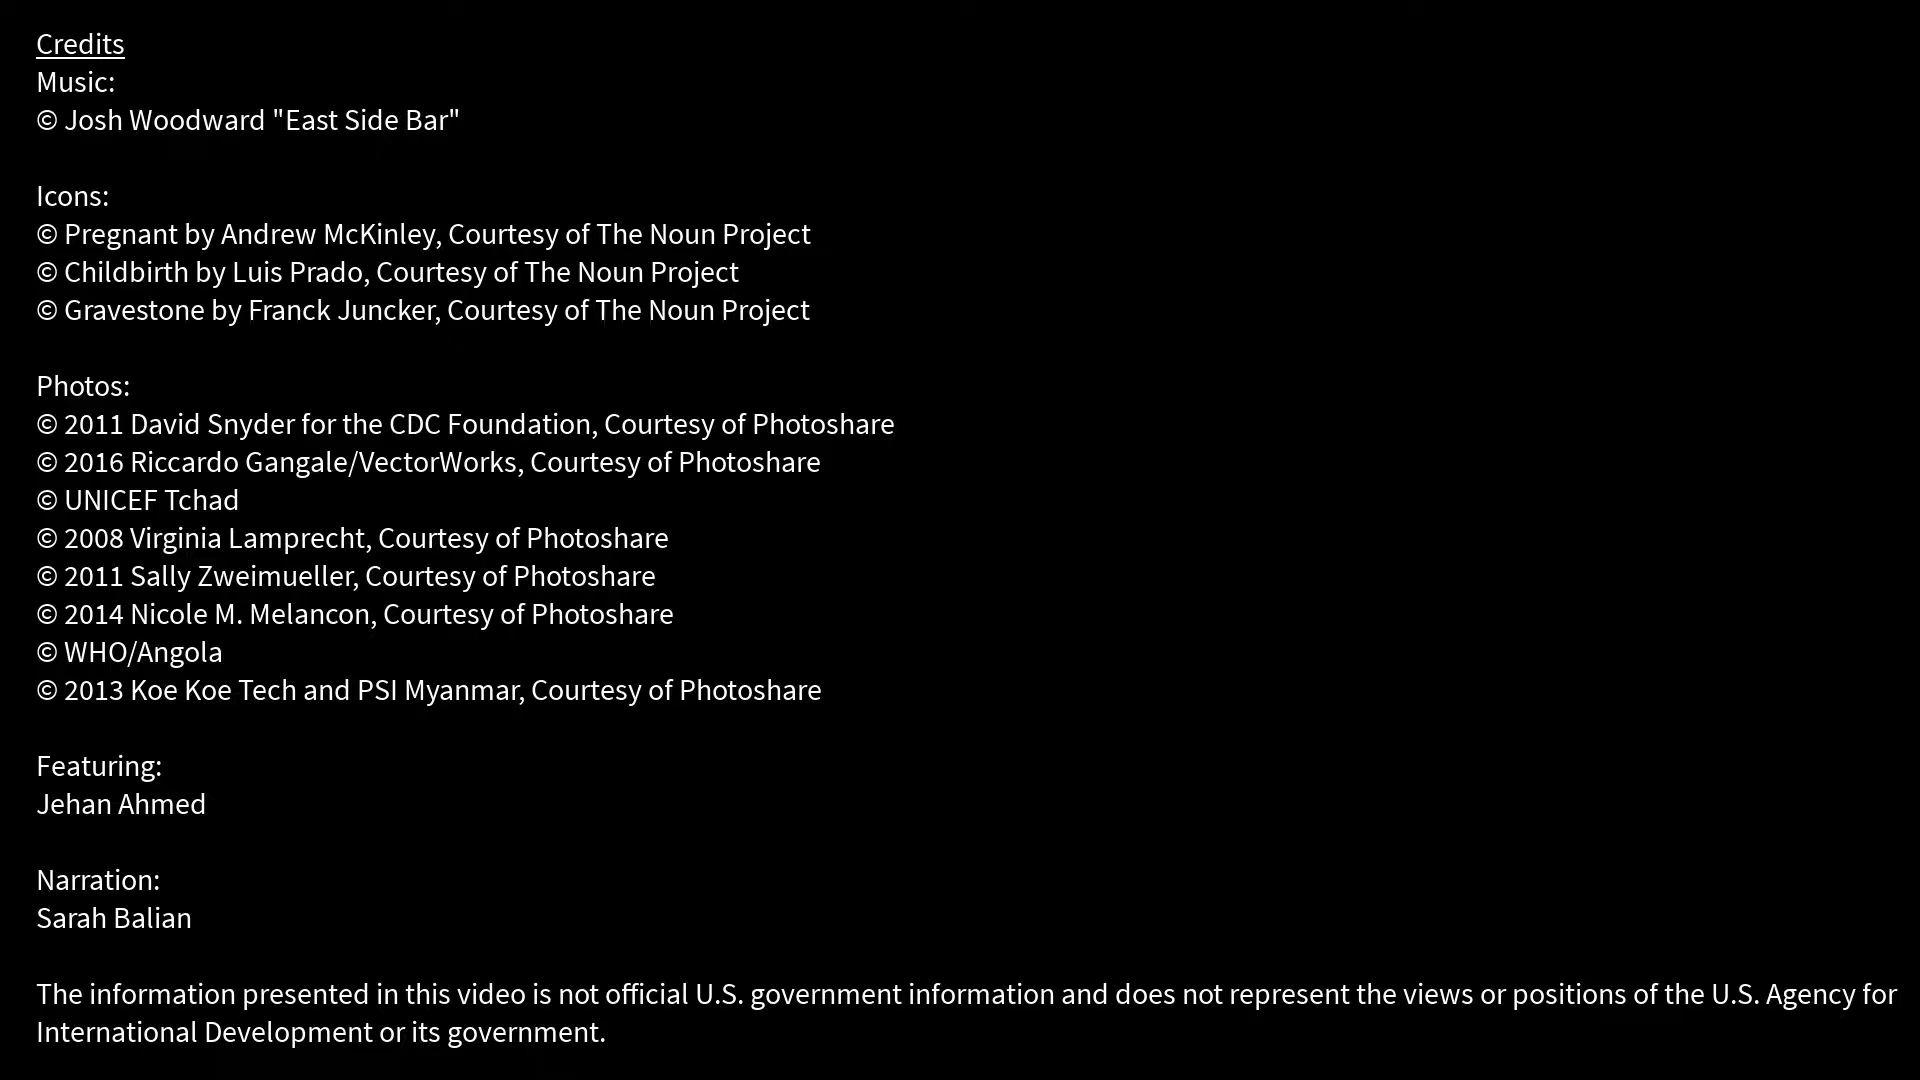 Credits
Music:
© Josh Woodward "East Side Bar"
Icons:
© Pregnant by Andrew McKinley, Courtesy of The Noun Project
© Childbirth by Luis Prado, Courtesy of The Noun Project
© Gravestone by Franck Juncker, Courtesy of The Noun Project
Photos:
© 2011 David Snyder for the CDC Foundation, Courtesy of Photoshare
© 2016 Riccardo Gangale/VectorWorks, Courtesy of Photoshare
© UNICEF Tchad
© 2008 Virginia Lamprecht, Courtesy of Photoshare
© 2011 Sally Zweimueller, Courtesy of Photoshare
© 2014 Nicole M. Melancon, Courtesy of Photoshare
© WHO/Angola
© 2013 Koe Koe Tech and PSI Myanmar, Courtesy of Photoshare
Featuring:
Jehan Ahmed
Narration:
Sarah Balian
The information presented in this video is not official U.S. government information and does not represent the views or positions of the U.S. Agency for
International Development or its government.